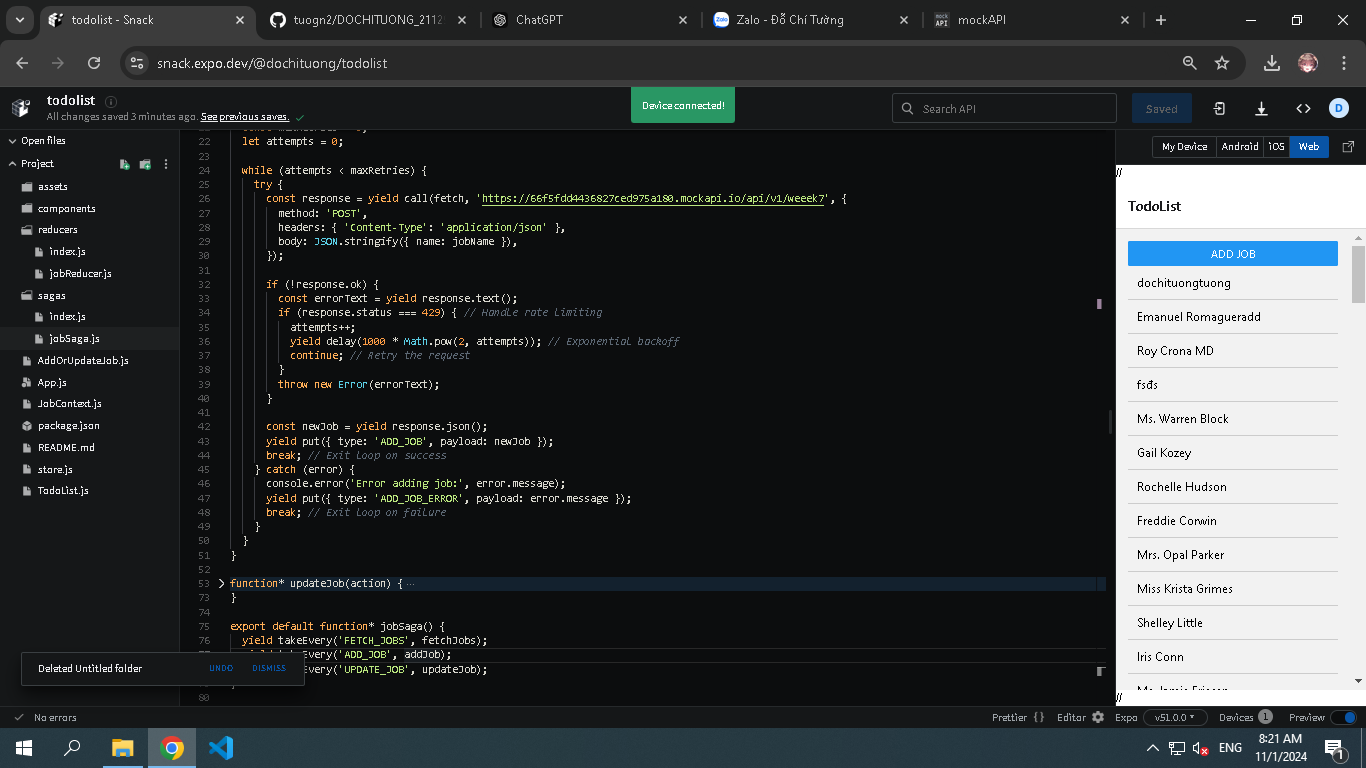 todolist - Snack
tuogn2/DOCHITUONG_2112
ChatGPT
Zalo - Đỗ Chí Tường
mockAPI
snack.expo.dev/@dochituong/todolist
todolist
All changes saved 3 minutes ago. See previous saves.
Device connected!
Search API
Saved
D
Open files
Project
assets
components
reducers
index.js
jobReducer.js
sagas
index.js
jobSaga.js
AddOrUpdateJob.js
App.js
JobContext.js
package.json
README.md
store.js
TodoList.js
22 let attempts = 0;
23
24 while (attempts < maxRetries) {
25 try {
26 const response = yield call(fetch, 'https://66f5fdd4436827ced975a180.mockapi.io/api/v1/weeek7', {
27 method: 'POST',
28 headers: { 'Content-Type': 'application/json' },
29 body: JSON.stringify({ name: jobName }),
30 });
31
32 if (!response.ok) {
33 const errorText = yield response.text();
34 if (response.status === 429) { // Handle rate limiting
35 attempts++;
36 yield delay(1000 * Math.pow(2, attempts)); // Exponential backoff
37 continue; // Retry the request
38 }
39 throw new Error(errorText);
40 }
41
42 const newJob = yield response.json();
43 yield put({ type: 'ADD_JOB', payload: newJob });
44 break; // Exit loop on success
45 } catch (error) {
46 console.error('Error adding job:', error.message);
47 yield put({ type: 'ADD_JOB_ERROR', payload: error.message });
48 break; // Exit loop on failure
49 }
50 }
51 }
52
53 function* updateJob(action) { ...
73 }
74
75 export default function* jobSaga() {
76 yield takeEvery('FETCH_JOBS', fetchJobs);
Every('ADD_JOB', addJob);
Every('UPDATE_JOB', updateJob);
80
Deleted Untitled folder
UNDO
DISMISS
My Device
Android
iOS
Web
//
TodoList
ADD JOB
dochituongtuong
Emanuel Romagueradd
Roy Crona MD
fsđs
Ms. Warren Block
Gail Kozey
Rochelle Hudson
Freddie Corwin
Mrs. Opal Parker
Miss Krista Grimes
Shelley Little
Iris Conn
//
No errors
Prettier {}
Editor
Expo
v51.0.0
Devices 1
Preview
ENG
8:21 AM
11/1/2024
1